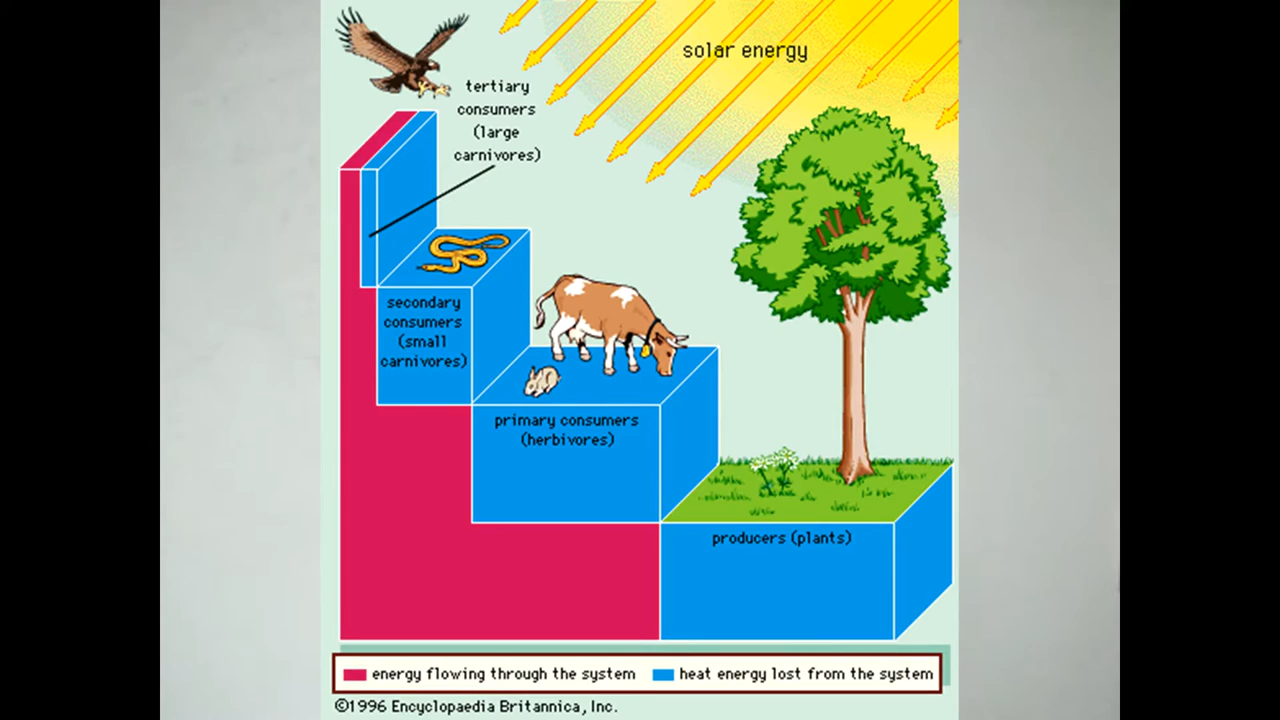 solar energy
tertiary
consumers
(large
carnivores)
secondary
consumers
(small
carnivores)
primary consumers
(herbivores)
producers (plants)
energy flowing through the system
heat energy lost from the system
©1996 Encyclopaedia Britannica, Inc.